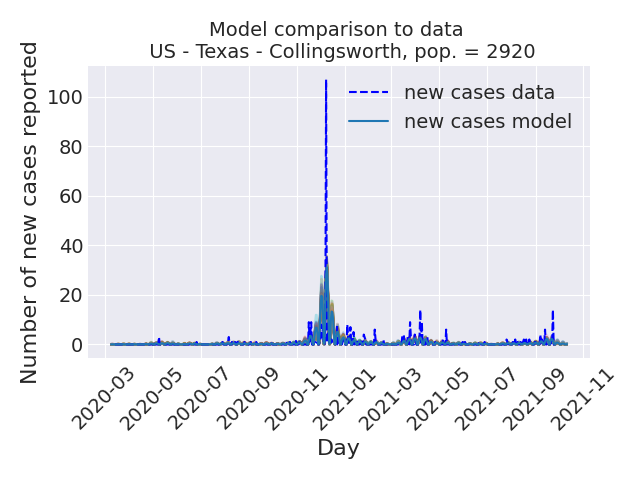 Model comparison to data
US - Texas - Collingsworth, pop. = 2920
Number of new cases reported
100
80
60
40
20
0
new cases data
new cases model
2020-03
2020-05
2020-07
2020-09
2020-11
2021-01
2021-03
2021-05
2021-07
2021-09
2021-11
Day